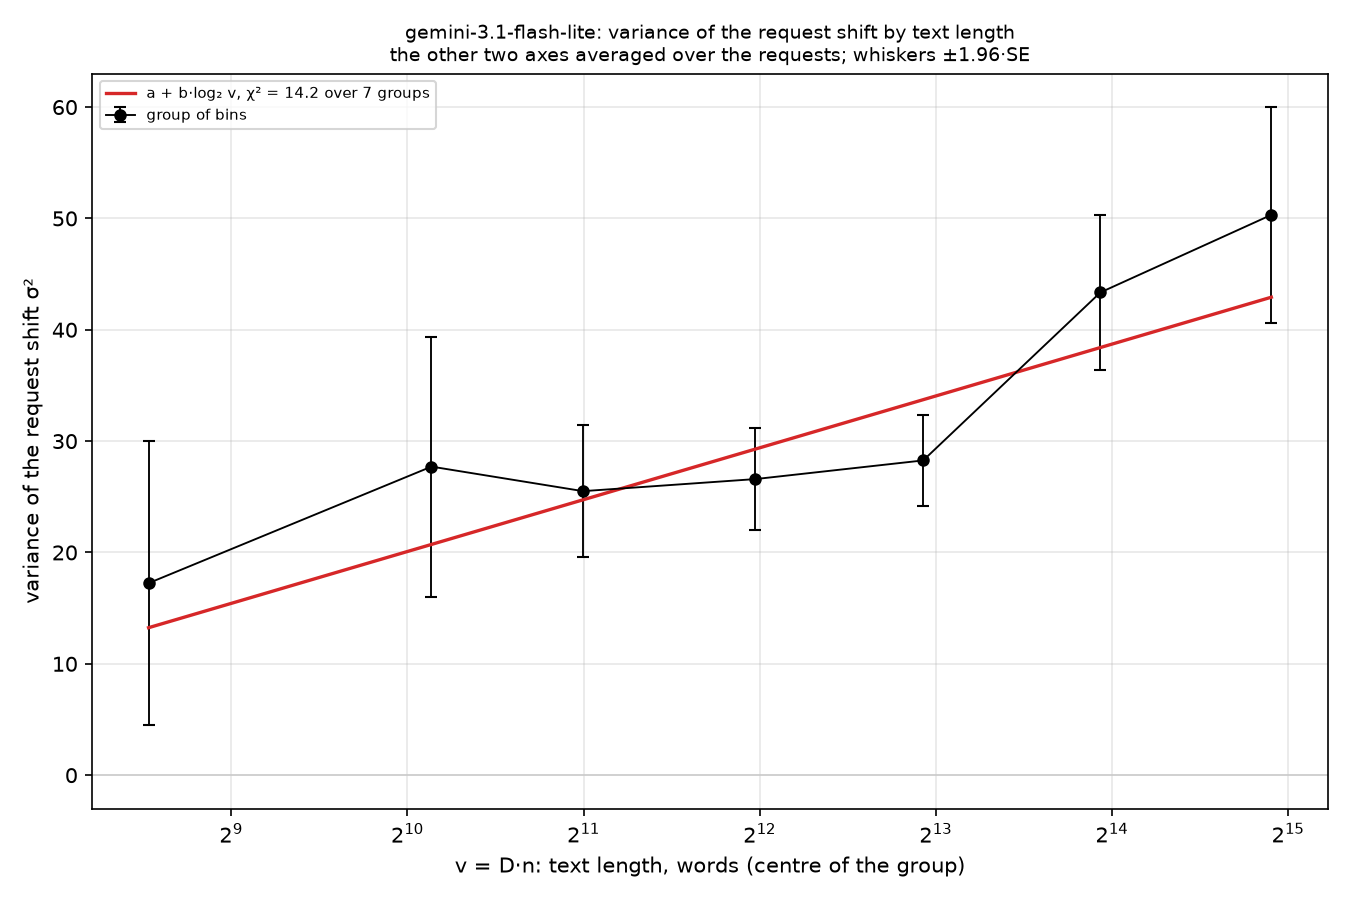 gemini-3.1-flash-lite: variance of the request shift by text length
the other two axes averaged over the requests; whiskers ±1.96·SE
a + b·log₂ v, χ² = 14.2 over 7 groups
group of bins
variance of the request shift σ²
60
50
40
30
20
10
0
2⁹ 2¹⁰ 2¹¹ 2¹² 2¹³ 2¹⁴ 2¹⁵
v = D·n: text length, words (centre of the group)